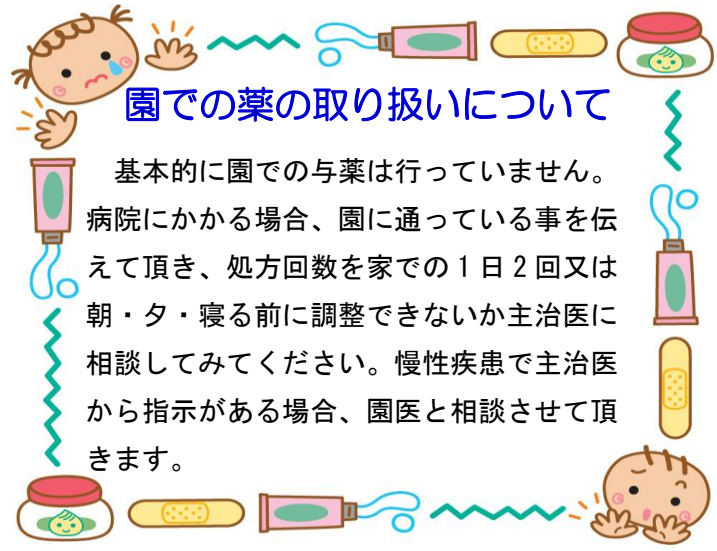 園での薬の取り扱いについて
　基本的に園での与薬は行っていません。
病院にかかる場合、園に通っている事を伝
えて頂き、処方回数を家での1日2回又は
朝・夕・寝る前に調整できないか主治医に
相談してみてください。慢性疾患で主治医
から指示がある場合、園医と相談させて頂
きます。